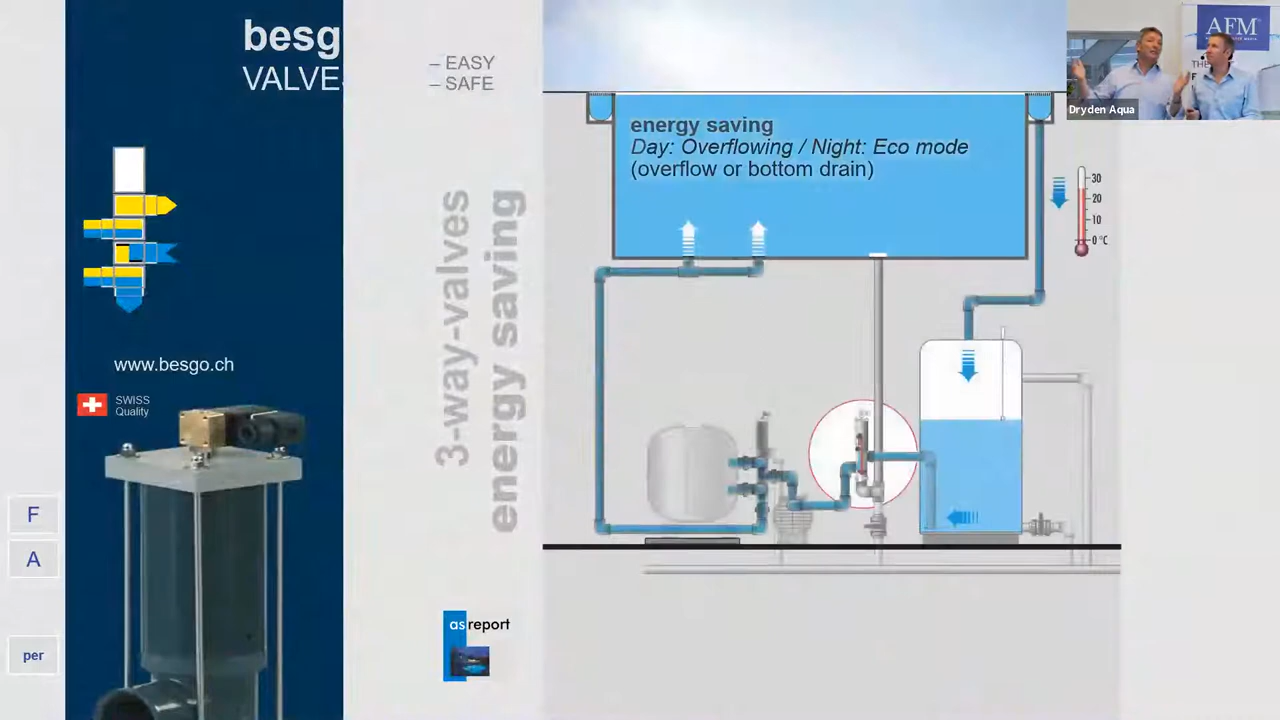 besg
VALVE
– EASY
– SAFE
www.besgo.ch
SWISS
Quality
F
A
per
3-way-valves
energy saving
as report
energy saving
Day: Overflowing / Night: Eco mode
(overflow or bottom drain)
30
20
10
0 °C
AFM
THE
F
Dryden Aqua